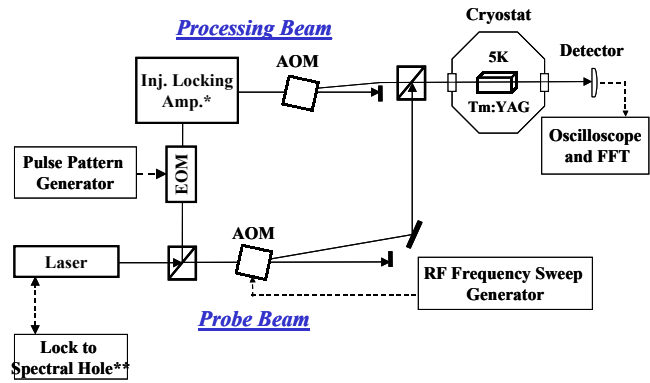 Processing Beam
Cryostat
AOM
5K
Detector
Inj. Locking
Amp.*
Tm:YAG
Oscilloscope
and FFT
Pulse Pattern
Generator
EOM
AOM
Laser
RF Frequency Sweep
Generator
Probe Beam
Lock to
Spectral Hole**